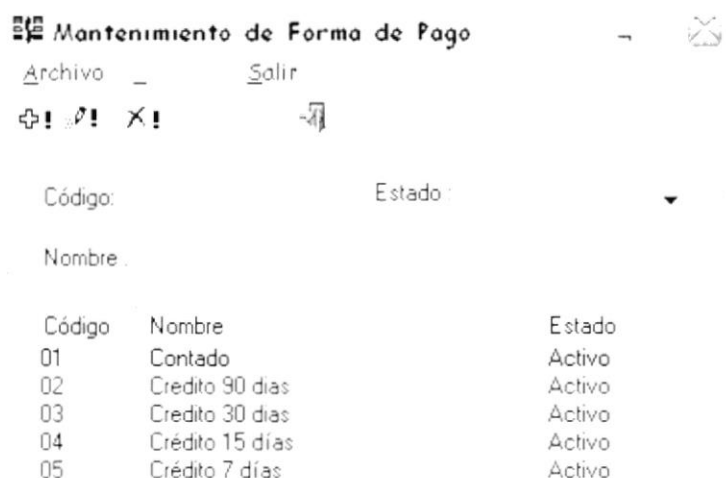 Mantenimiento de Forma de Pago
Archivo Salir
Código: Estado :
Nombre :
Código Nombre Estado
01 Contado Activo
02 Credito 90 dias Activo
03 Credito 30 dias Activo
04 Crédito 15 días Activo
05 Crédito 7 días Activo